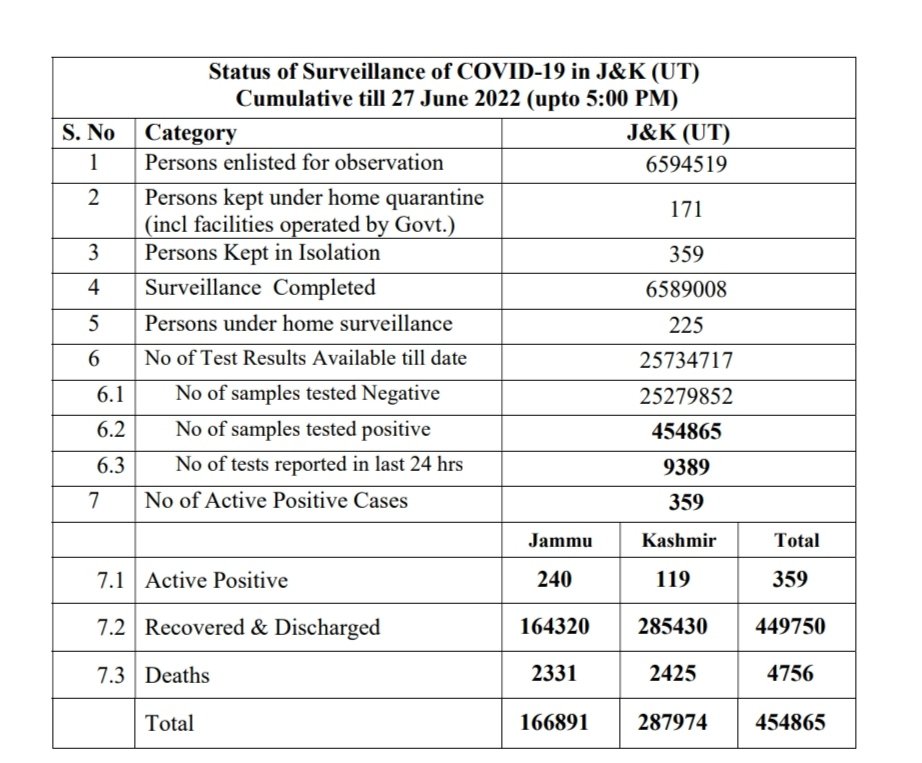 Status of Surveillance of COVID-19 in J&K (UT)
Cumulative till 27 June 2022 (upto 5:00 PM)
S. No Category J&K (UT)
1 Persons enlisted for observation 6594519
2 Persons kept under home quarantine
(incl facilities operated by Govt.) 171
3 Persons Kept in Isolation 359
4 Surveillance Completed 6589008
5 Persons under home surveillance 225
6 No of Test Results Available till date 25734717
6.1 No of samples tested Negative 25279852
6.2 No of samples tested positive 454865
6.3 No of tests reported in last 24 hrs 9389
7 No of Active Positive Cases 359
Jammu Kashmir Total
7.1 Active Positive 240 119 359
7.2 Recovered & Discharged 164320 285430 449750
7.3 Deaths 2331 2425 4756
Total 166891 287974 454865